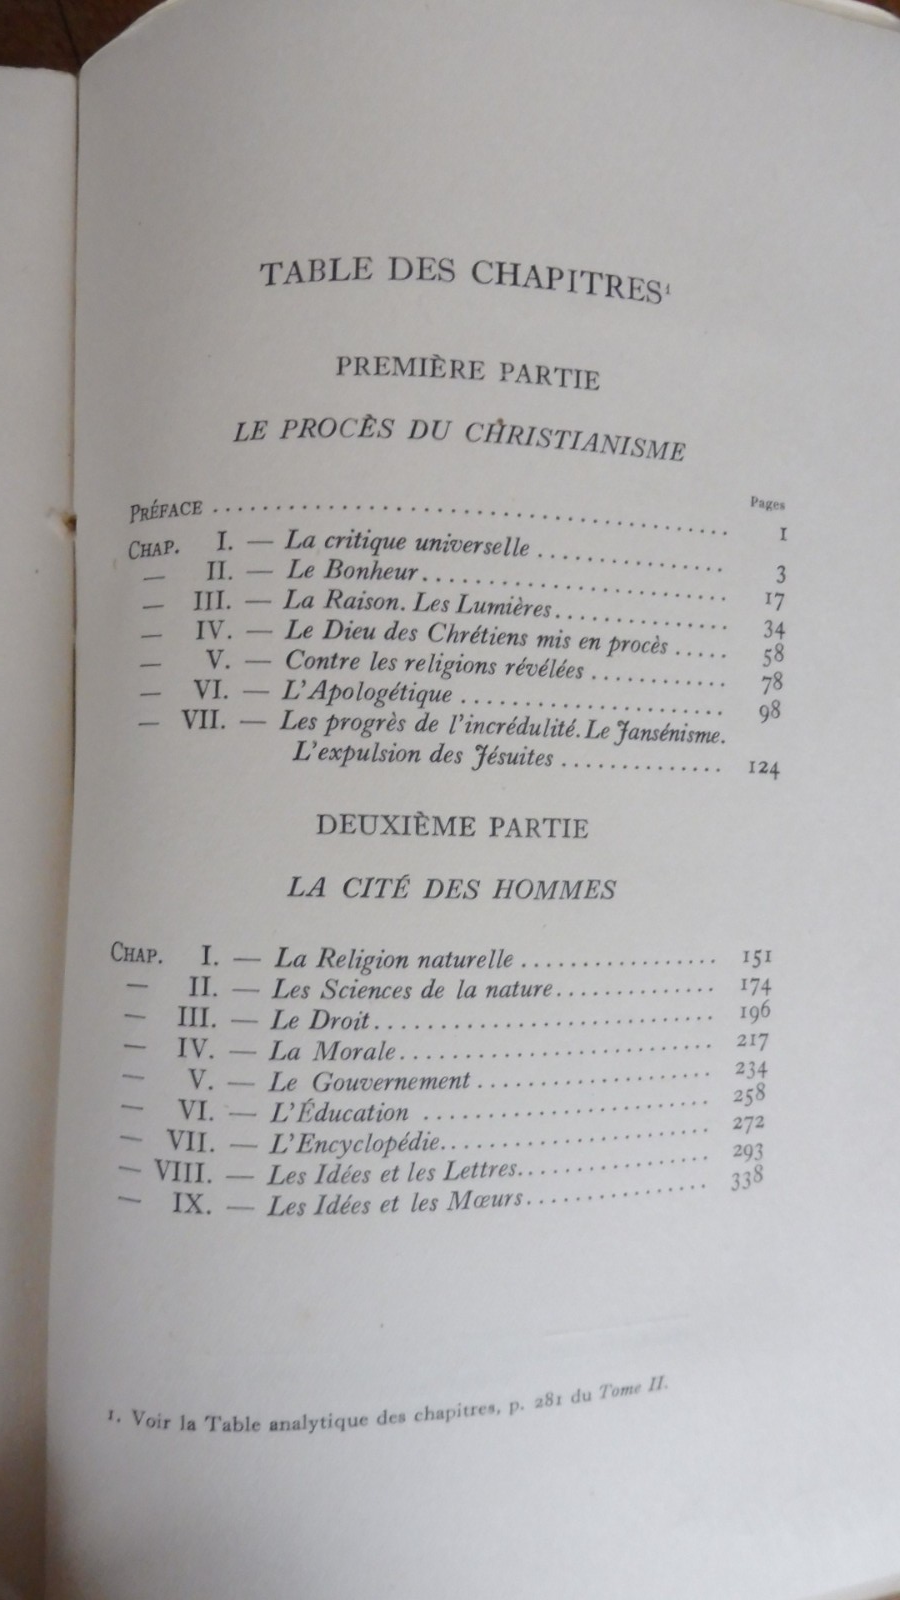 TABLE DES CHAPITRES¹
PREMIÈRE PARTIE
LE PROCÈS DU CHRISTIANISME
Pages
PRÉFACE .......... I
CHAP. I. — La critique universelle .......... 3
— II. — Le Bonheur .......... 17
— III. — La Raison. Les Lumières .......... 34
— IV. — Le Dieu des Chrétiens mis en procès ..... 58
— V. — Contre les religions révélées .......... 78
— VI. — L'Apologétique .......... 98
— VII. — Les progrès de l'incrédulité. Le Jansénisme.
L'expulsion des Jésuites .......... 124
DEUXIÈME PARTIE
LA CITÉ DES HOMMES
CHAP. I. — La Religion naturelle .......... 151
— II. — Les Sciences de la nature .......... 174
— III. — Le Droit .......... 196
— IV. — La Morale .......... 217
— V. — Le Gouvernement .......... 234
— VI. — L'Éducation .......... 258
— VII. — L'Encyclopédie .......... 272
— VIII. — Les Idées et les Lettres .......... 293
— IX. — Les Idées et les Mœurs .......... 338
1. Voir la Table analytique des chapitres, p. 281 du Tome II.